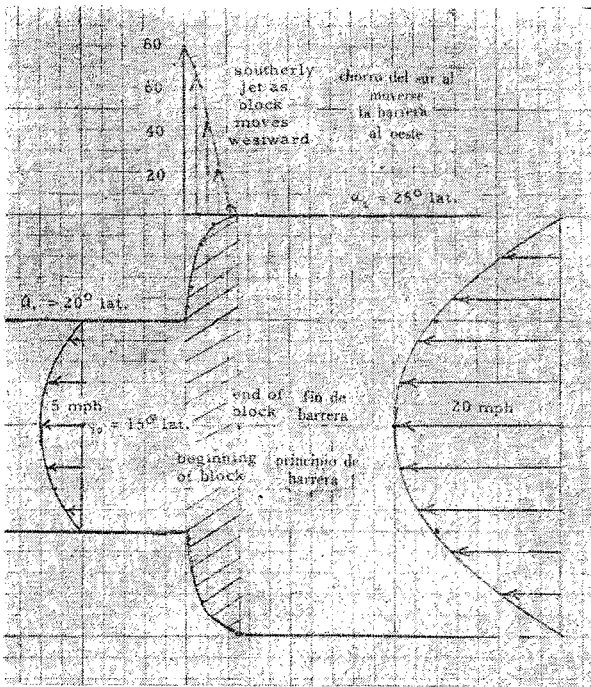 80
60
40
20
southerly
jet as
block
moves
westward
chorro del sur al
moverse
la barrera
al oeste
= 25° lat.
= 20° lat.
5 mph
= 15° lat.
end of
block
fin de
barrera
20 mph
beginning
of block
principio de
barrera